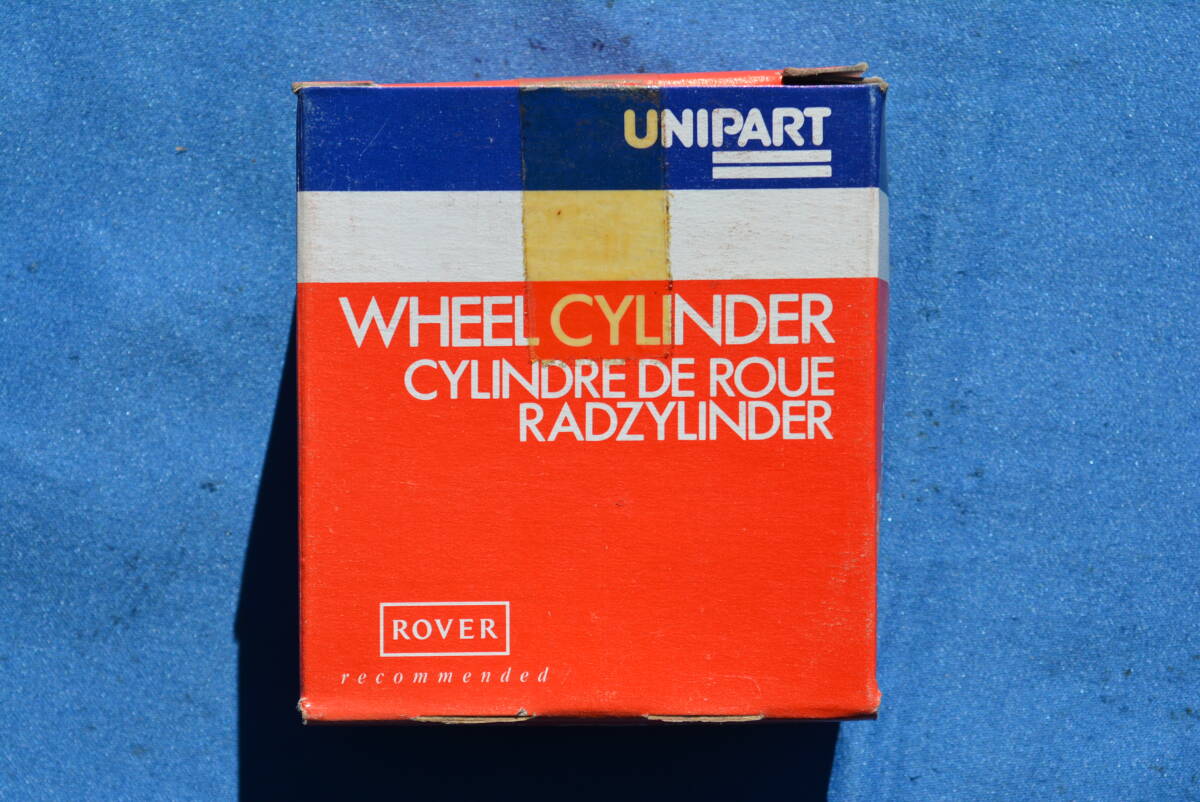 UNIPART
WHEEL CYLINDER
CYLINDRE DE ROUE
RADZYLINDER
ROVER
recommended